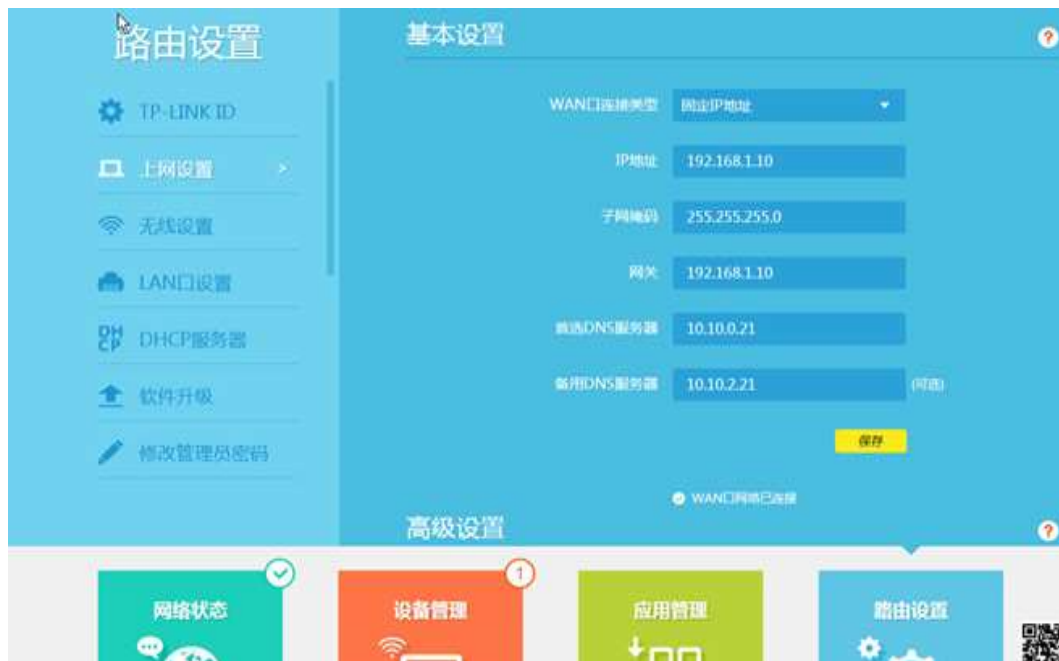 路由设置
TP-LINK ID
上网设置 >
无线设置
LAN口设置
DHCP服务器
软件升级
修改管理员密码
基本设置
?
WAN口连接类型 固定IP地址
IP地址 192.168.1.10
子网掩码 255.255.255.0
网关 192.168.1.10
首选DNS服务器 10.10.0.21
备用DNS服务器 10.10.2.21 (可选)
保存
WAN口网络已连接
高级设置
?
网络状态
设备管理
1
应用管理
路由设置